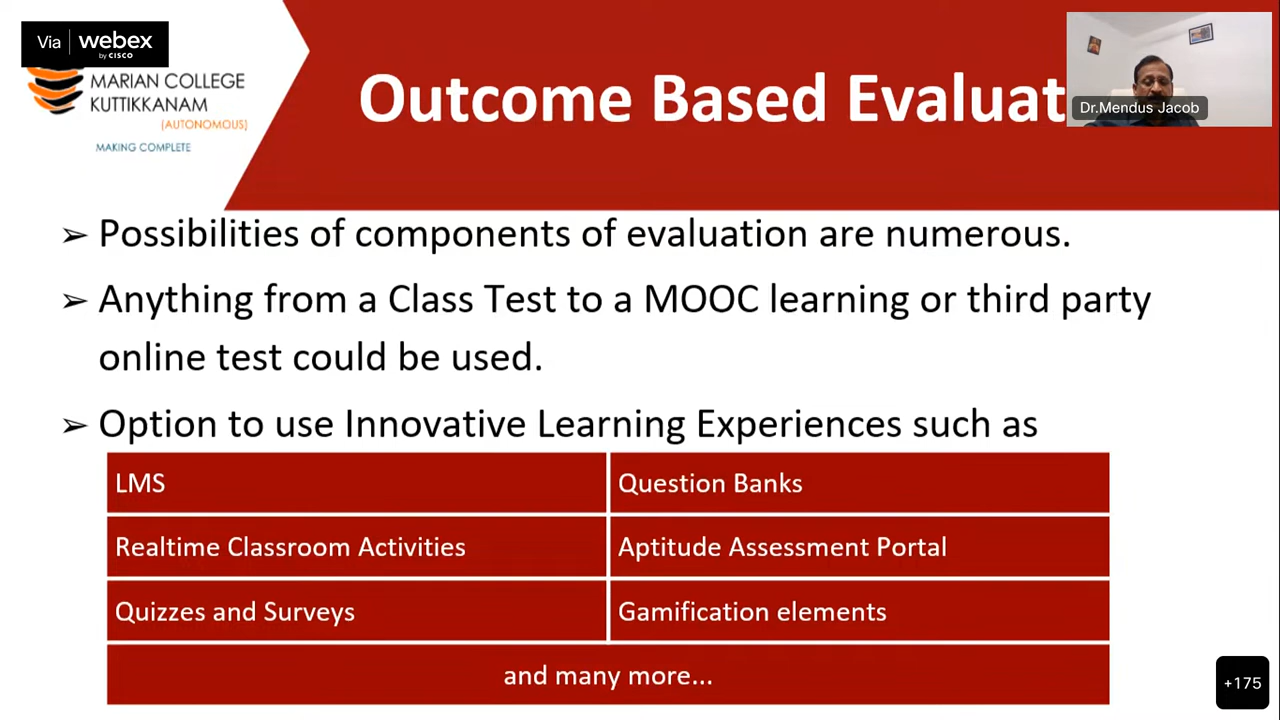 Via webex
by CISCO
MARIAN COLLEGE
KUTTIKKANAM
(AUTONOMOUS)
MAKING COMPLETE
Outcome Based Evaluat
Dr.Mendus Jacob
➢ Possibilities of components of evaluation are numerous.
➢ Anything from a Class Test to a MOOC learning or third party
online test could be used.
➢ Option to use Innovative Learning Experiences such as
LMS
Question Banks
Realtime Classroom Activities
Aptitude Assessment Portal
Quizzes and Surveys
Gamification elements
and many more...
+175